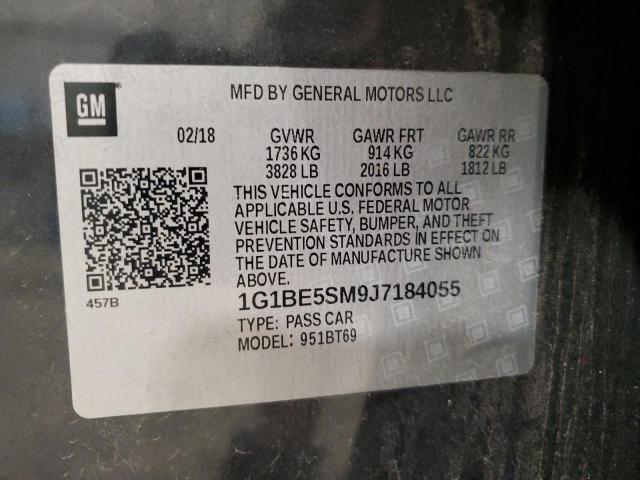 GM
MFD BY GENERAL MOTORS LLC
02/18 GVWR GAWR FRT GAWR RR
1736 KG 914 KG 822 KG
3828 LB 2016 LB 1812 LB
THIS VEHICLE CONFORMS TO ALL
APPLICABLE U.S. FEDERAL MOTOR
VEHICLE SAFETY, BUMPER, AND THEFT
PREVENTION STANDARDS IN EFFECT ON
THE DATE OF MANUFACTURE SHOWN
ABOVE.
457B
1G1BE5SM9J7184055
TYPE: PASS CAR
MODEL: 951BT69